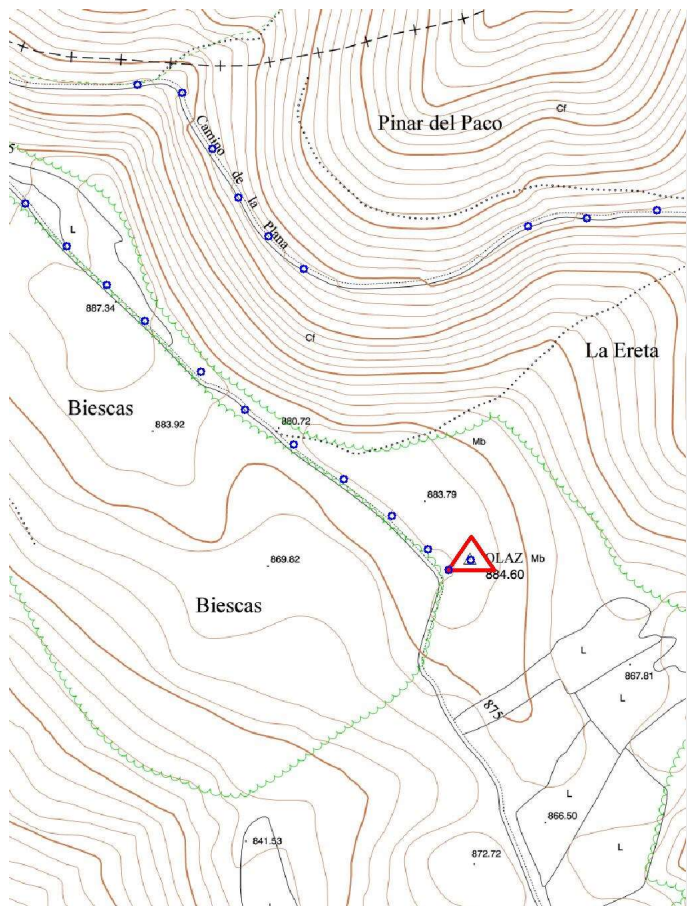 Cf
Pinar del Paco
Camino de la Plana
L
Cf
La Ereta
887.34
Biescas
883.92
880.72
Mb
883.79
OLAZ Mb
884.60
869.82
Biescas
L
867.81
L
875
L
866.50
L
841.53
872.72